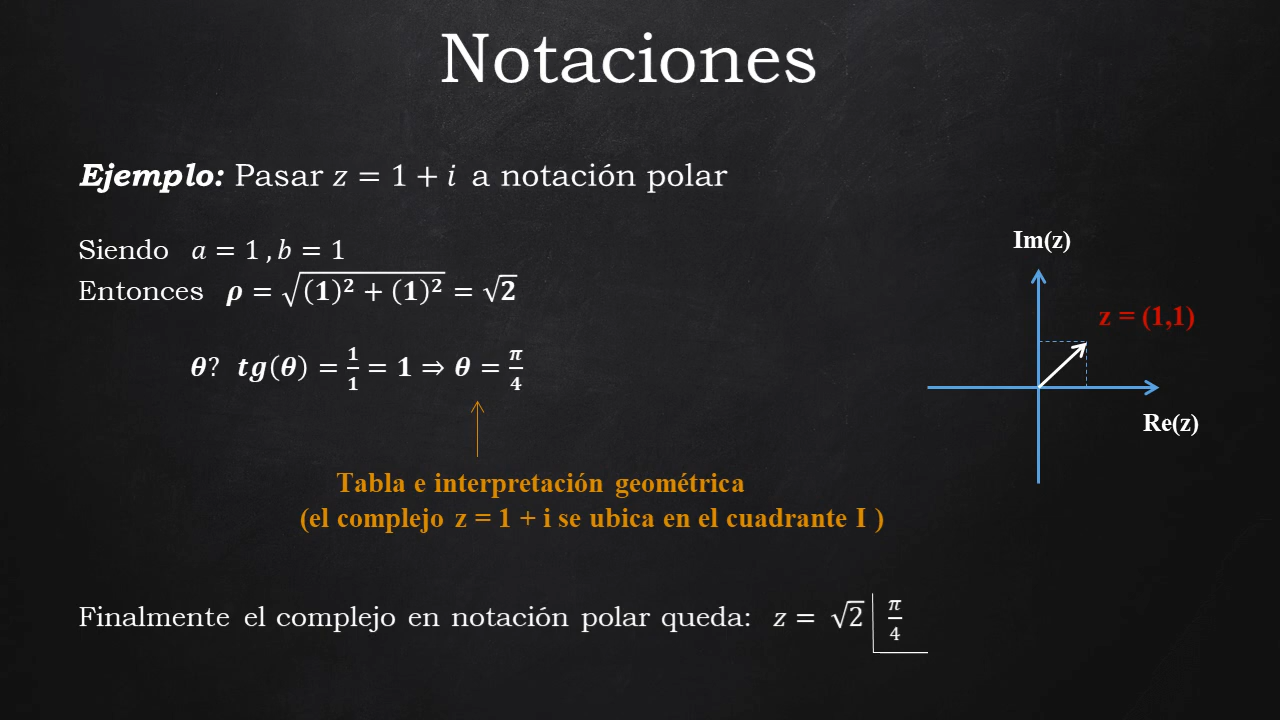 Notaciones
Ejemplo: Pasar z = 1 + i a notación polar
Siendo a = 1 , b = 1
Entonces ρ = √((1)² + (1)²) = √2
θ? tg(θ) = 1/1 = 1 ⇒ θ = π/4
Tabla e interpretación geométrica
(el complejo z = 1 + i se ubica en el cuadrante I )
Im(z)
z = (1,1)
Re(z)
Finalmente el complejo en notación polar queda: z = √2 π/4